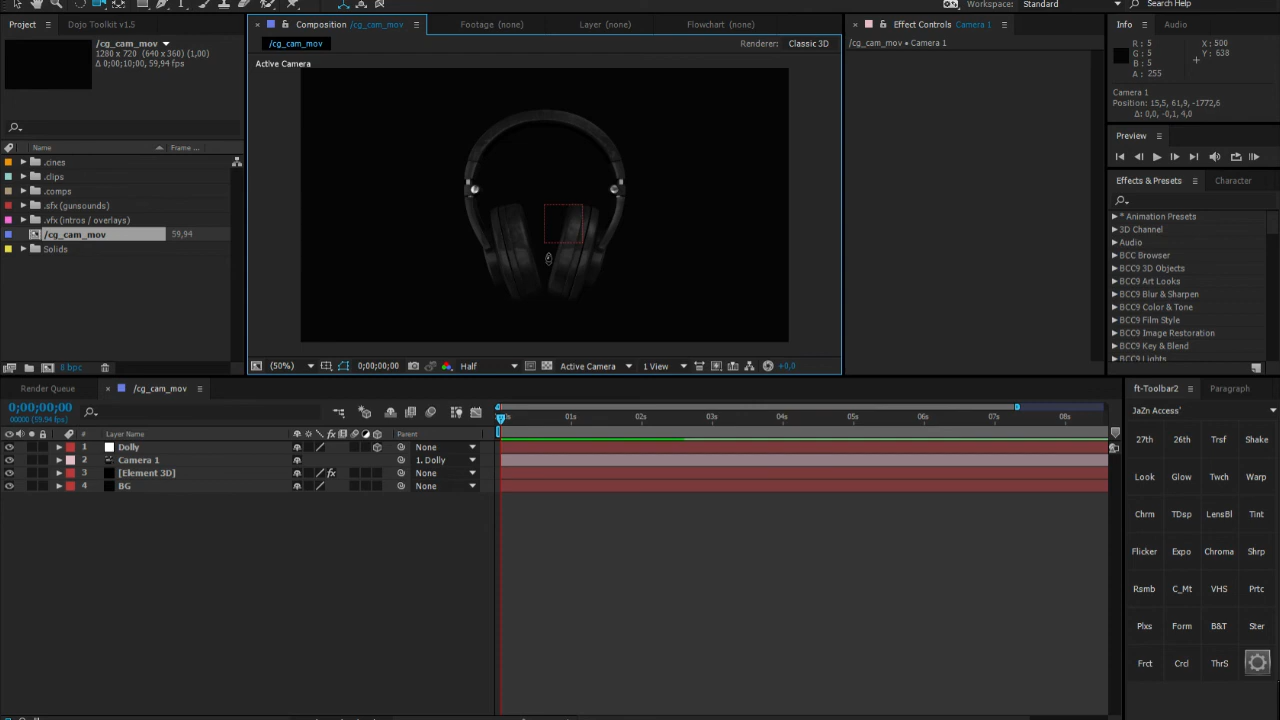 Workspace: Standard Search Help
Project Dojo Toolkit v1.5
/cg_cam_mov
1280 x 720 (640 x 360) (1,00)
Δ 0;00;10;00, 59,94 fps
Name Frame ...
.cines
.clips
.comps
.sfx (gunsounds)
.vfx (intros / overlays)
/cg_cam_mov 59,94
Solids
8 bpc
Composition /cg_cam_mov Footage (none) Layer (none) Flowchart (none)
/cg_cam_mov Renderer: Classic 3D
Active Camera
(50%) 0;00;00;00 Half Active Camera 1 View +0,0
Effect Controls Camera 1
/cg_cam_mov • Camera 1
Info Audio
R : 5 X : 500
G : 5 Y : 638
B : 5
A : 255
Camera 1
Position: 15,5, 61,9, -1772,6
Δ: 0,0, -0,1, 4,0
Preview
Effects & Presets Character
* Animation Presets
3D Channel
Audio
BCC Browser
BCC9 3D Objects
BCC9 Art Looks
BCC9 Blur & Sharpen
BCC9 Color & Tone
BCC9 Film Style
BCC9 Image Restoration
BCC9 Key & Blend
BCC9 Lights
Render Queue /cg_cam_mov
0;00;00;00
00000 (59.94 fps)
01s 02s 03s 04s 05s 06s 07s 08s
# Layer Name Parent
1 Dolly None
2 Camera 1 1. Dolly
3 [Element 3D] None
4 BG None
ft-Toolbar2 Paragraph
JaZn Access'
27th 26th Trsf Shake
Look Glow Twch Warp
Chrm TDsp LensBl Tint
Flicker Expo Chroma Shrp
Rsmb C_Mt VHS Prtc
Plxs Form B&T Ster
Frct Crcl ThrS